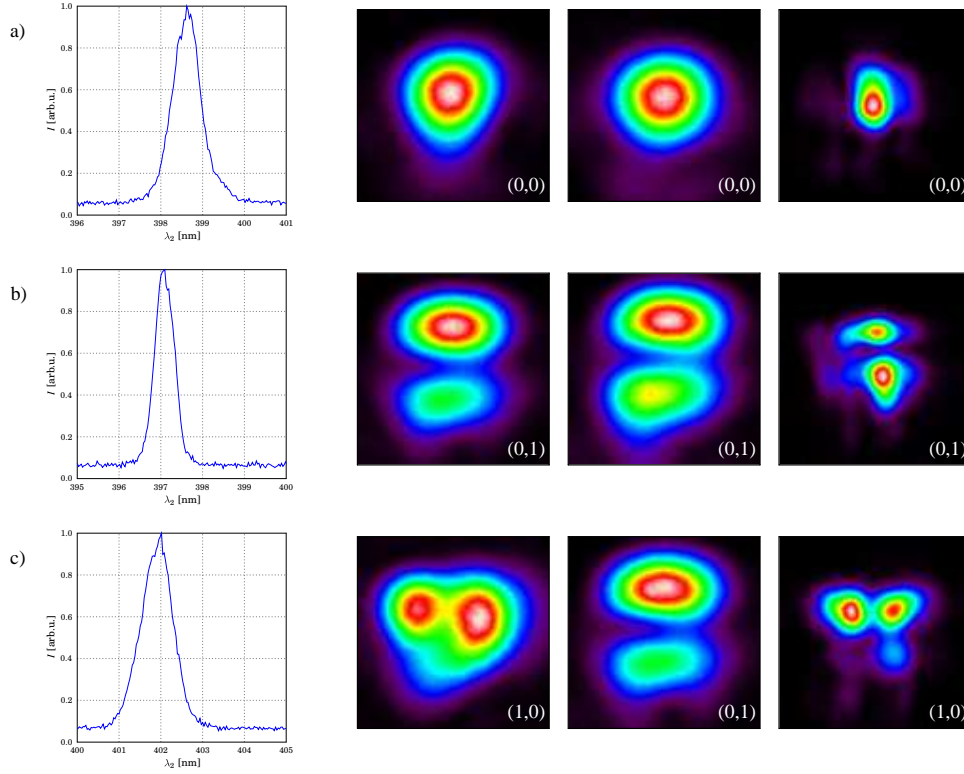 a)
I [arb.u.]
1.0
0.8
0.6
0.4
0.2
0.0
396 397 398 399 400 401
λ₂ [nm]
(0,0)
(0,0)
(0,0)
b)
I [arb.u.]
1.0
0.8
0.6
0.4
0.2
0.0
395 396 397 398 399 400
λ₂ [nm]
(0,1)
(0,1)
(0,1)
c)
I [arb.u.]
1.0
0.8
0.6
0.4
0.2
0.0
400 401 402 403 404 405
λ₂ [nm]
(1,0)
(0,1)
(1,0)